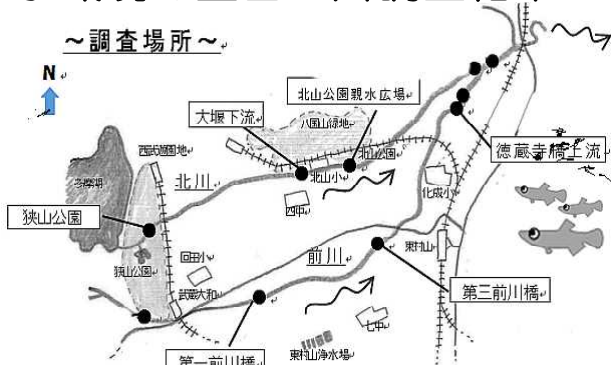 ～調査場所～
N
北山公園親水広場
大堰下流
八国山緑地
西武遊園地
北山公園
徳蔵寺橋上流
多摩湖
北川
北山小
化成小
四中
狭山公園
前川
回田小
東村山
狭山公園
武蔵大和
第三前川橋
七中
第一前川橋
東村山浄水場